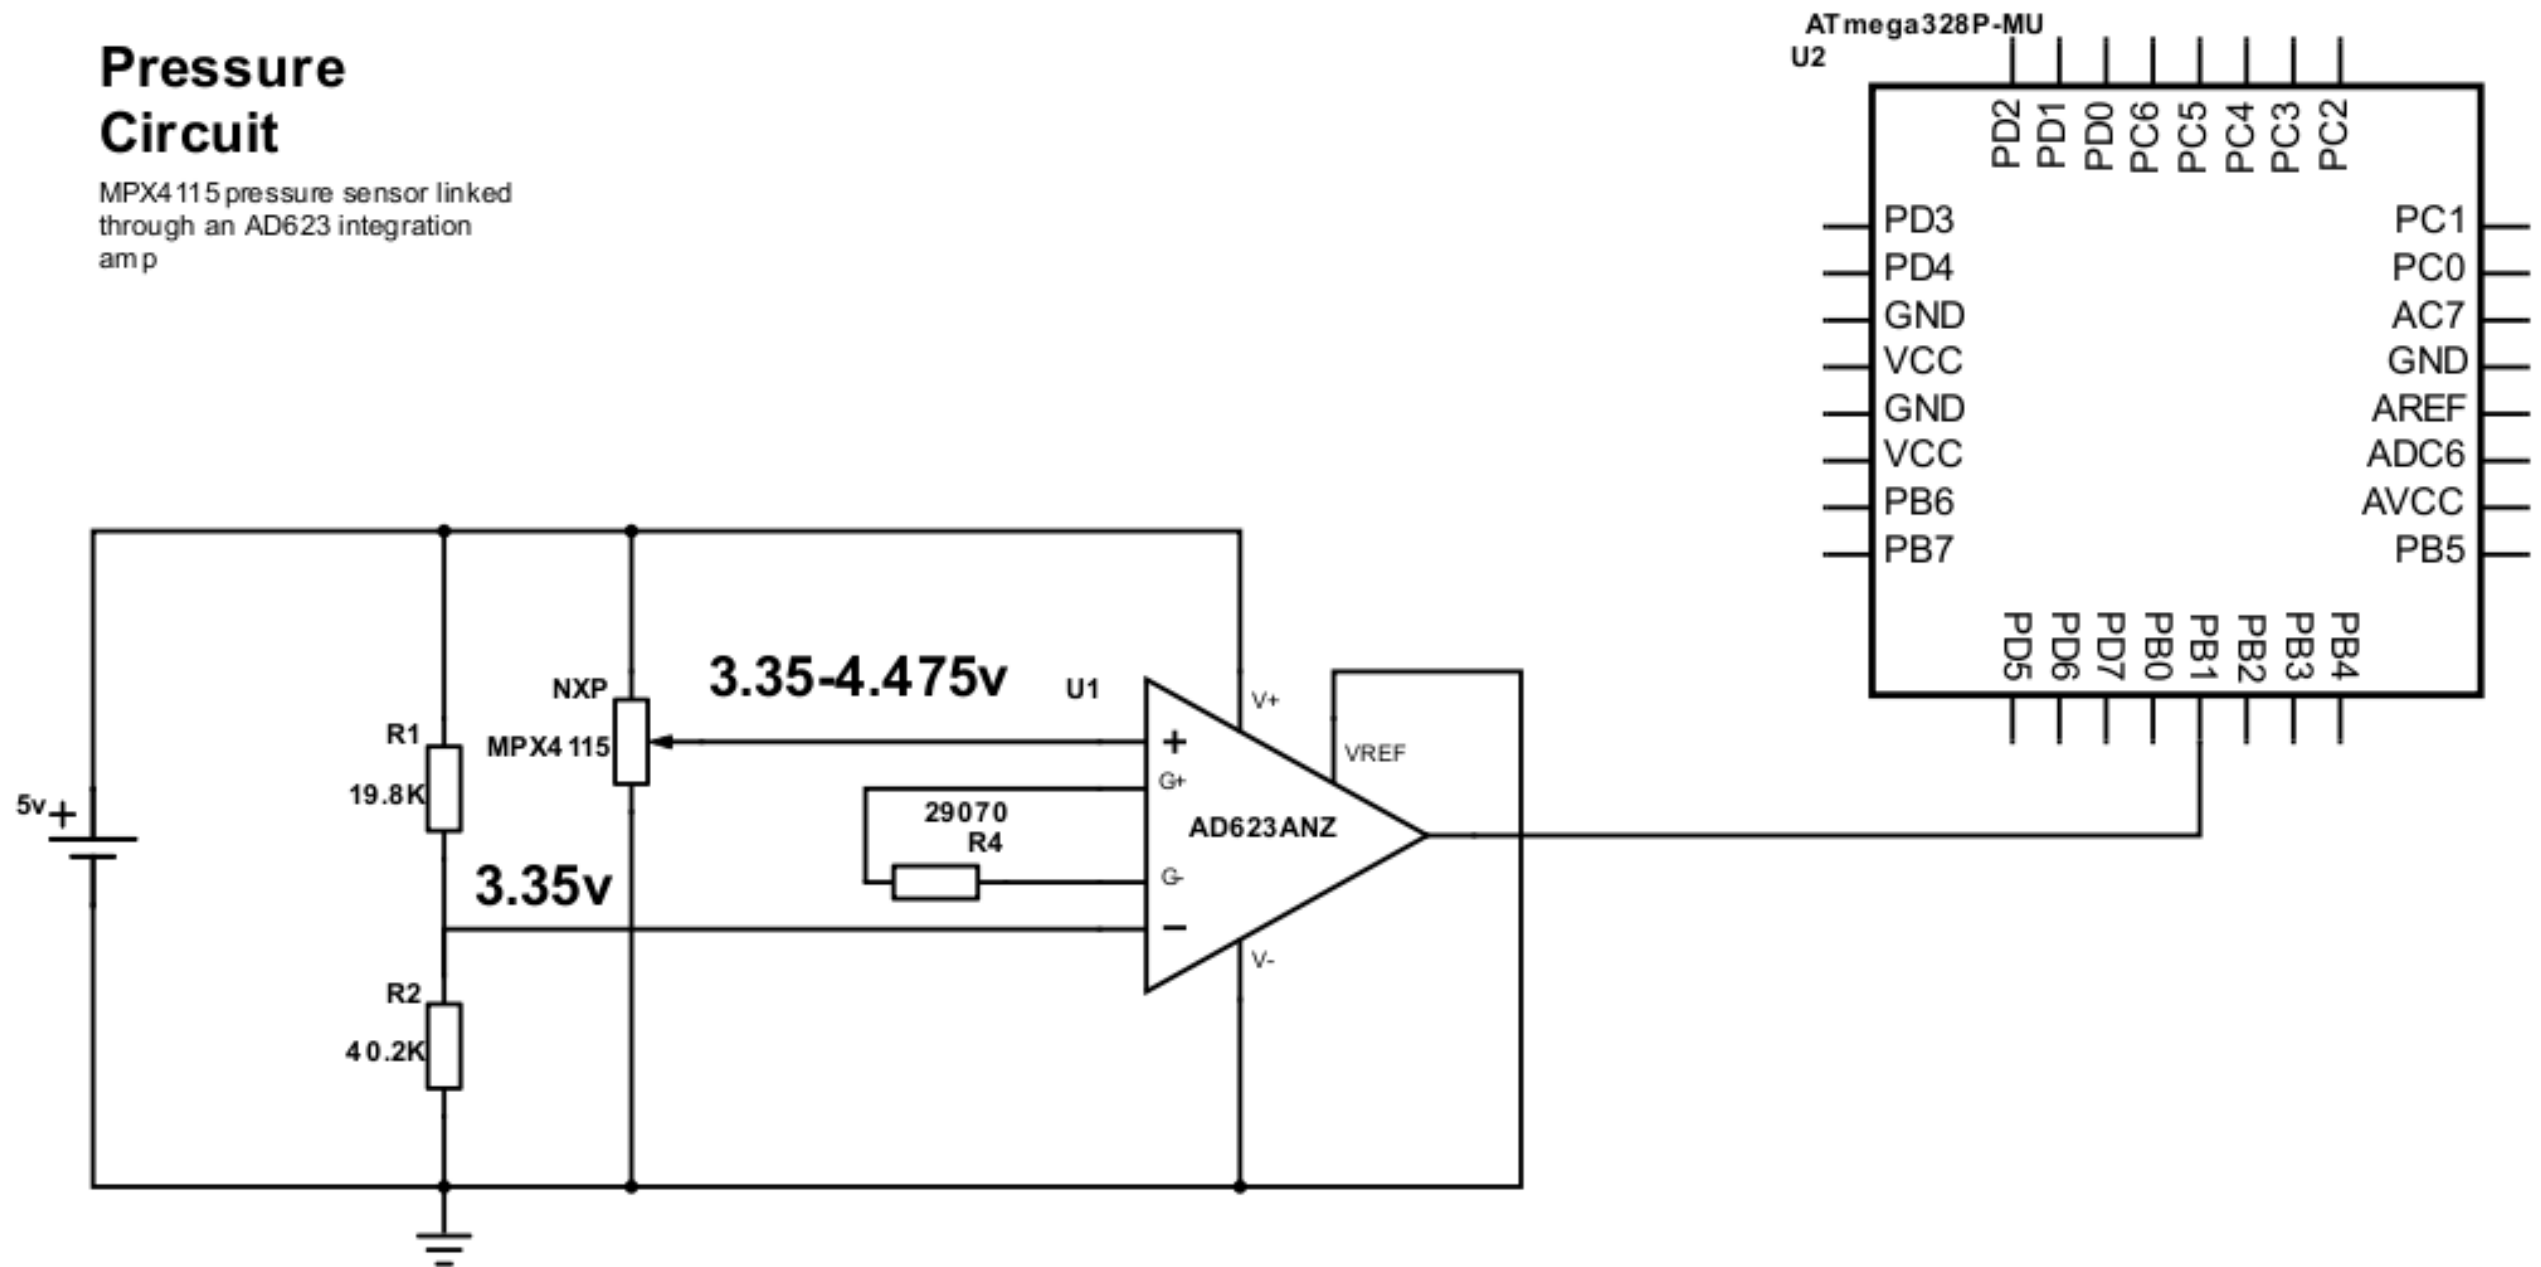 Pressure
Circuit
MPX4115 pressure sensor linked
through an AD623 integration
amp
ATmega328P-MU
U2
PD2
PD1
PD0
PC6
PC5
PC4
PC3
PC2
PD3
PD4
GND
VCC
GND
VCC
PB6
PB7
PC1
PC0
AC7
GND
AREF
ADC6
AVCC
PB5
PD5
PD6
PD7
PB0
PB1
PB2
PB3
PB4
5v
+
R1
19.8K
R2
40.2K
NXP
MPX4115
3.35-4.475v
3.35v
29070
R4
U1
+
G+
G-
−
V+
VREF
AD623ANZ
V-